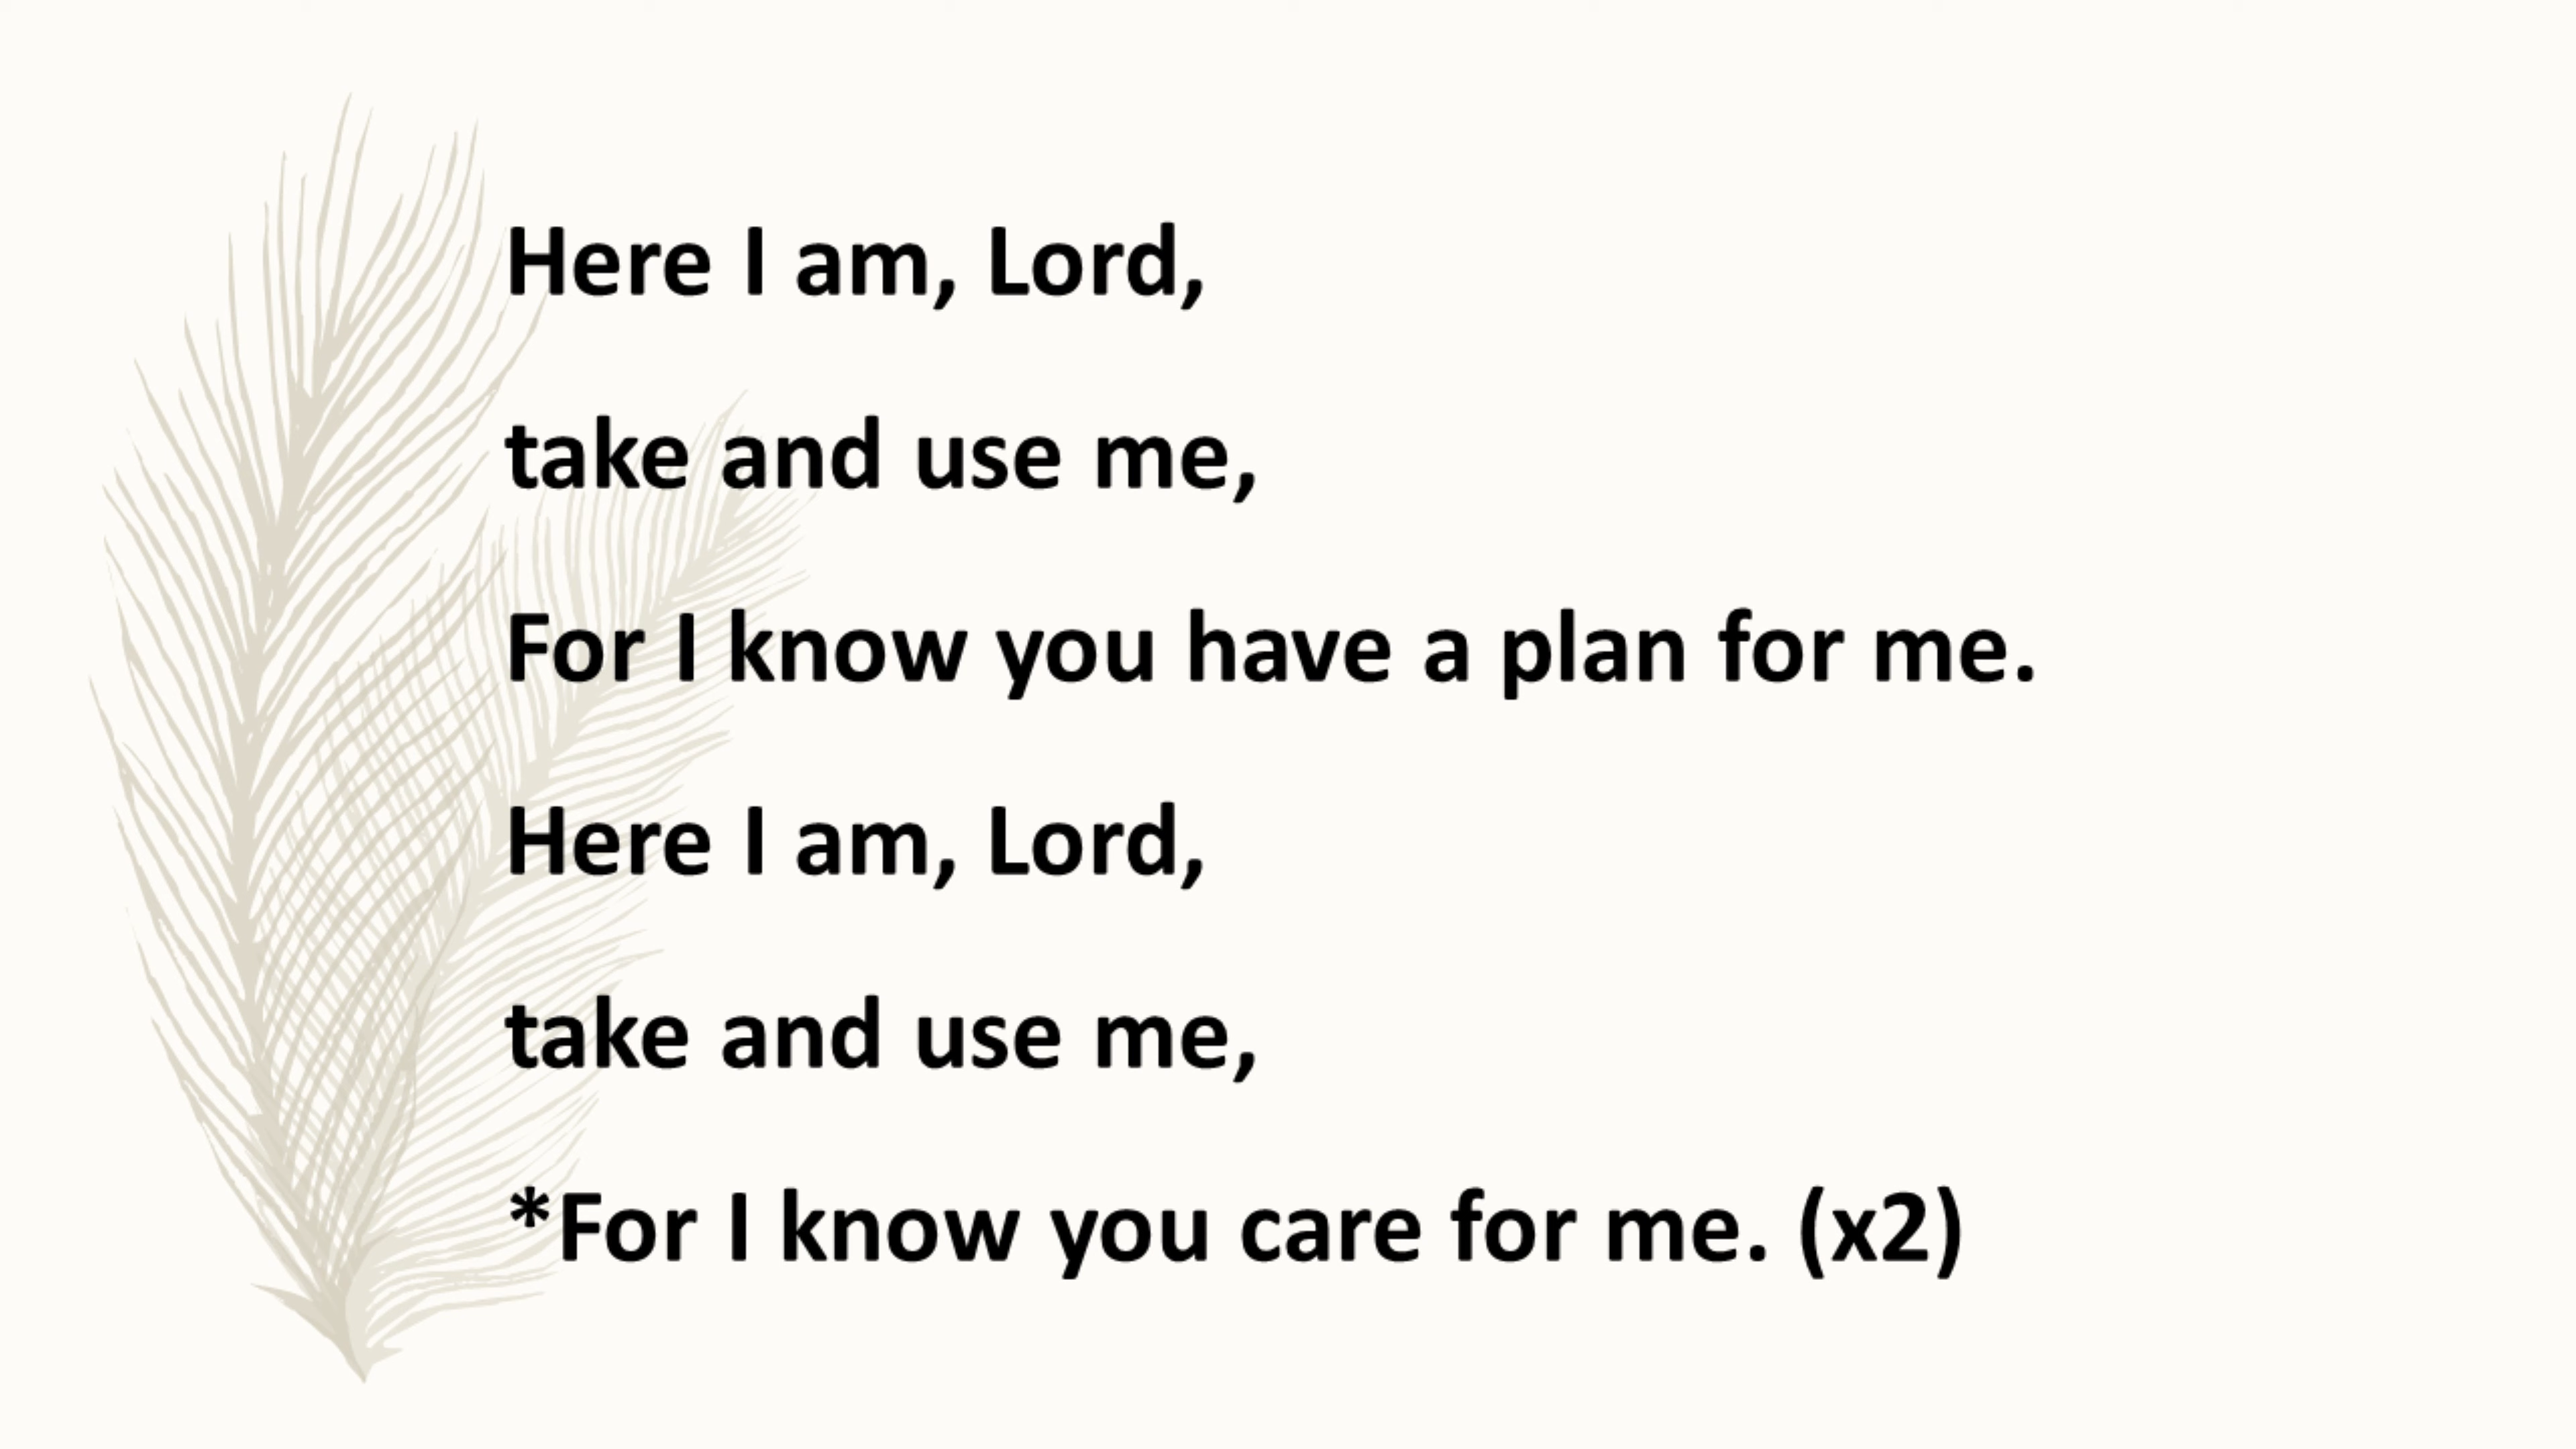 Here I am, Lord,
take and use me,
For I know you have a plan for me.
Here I am, Lord,
take and use me,
*For I know you care for me. (x2)